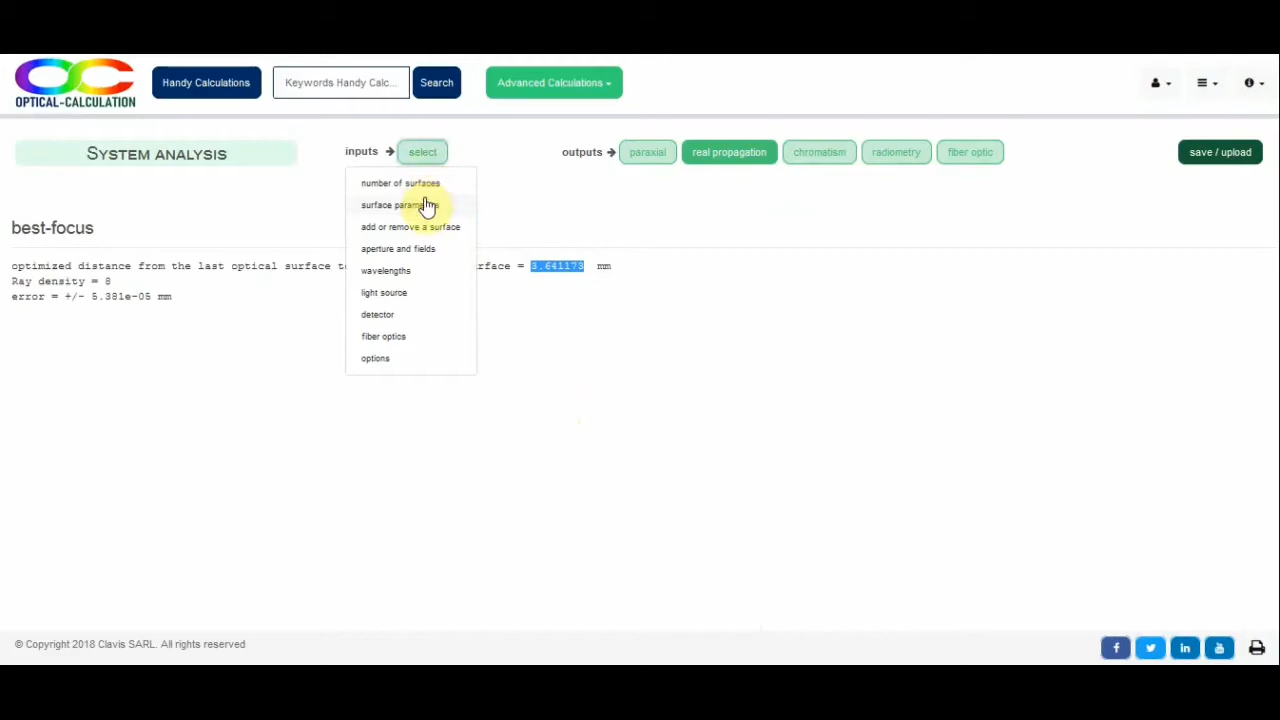 OPTICAL-CALCULATION
Handy Calculations
Keywords Handy Calc...
Search
Advanced Calculations
SYSTEM ANALYSIS
inputs
select
outputs
paraxial
real propagation
chromatism
radiometry
fiber optic
save / upload
number of surfaces
surface
add or remove a surface
aperture and fields
wavelengths
light source
detector
fiber optics
options
best-focus
optimized distance from the last optical surface = 3.641173 mm
Ray density = 8
error = +/- 5.381e-05 mm
© Copyright 2018 Clavis SARL. All rights reserved